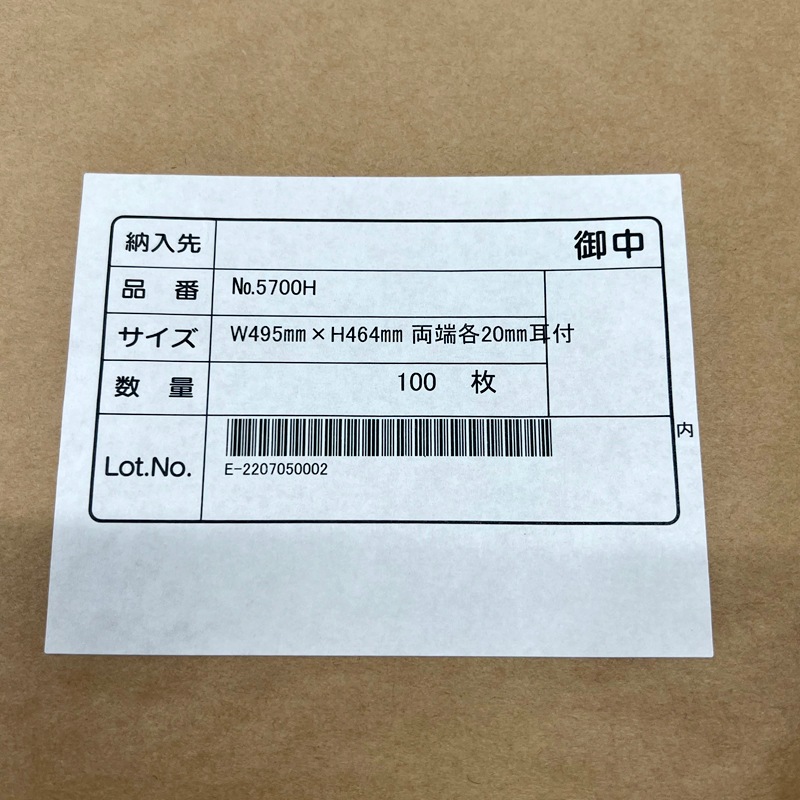 納入先 御中
品番 №5700H
サイズ W495㎜×H464㎜ 両端各20㎜耳付
数量 100 枚
内
Lot.No.
E-2207050002